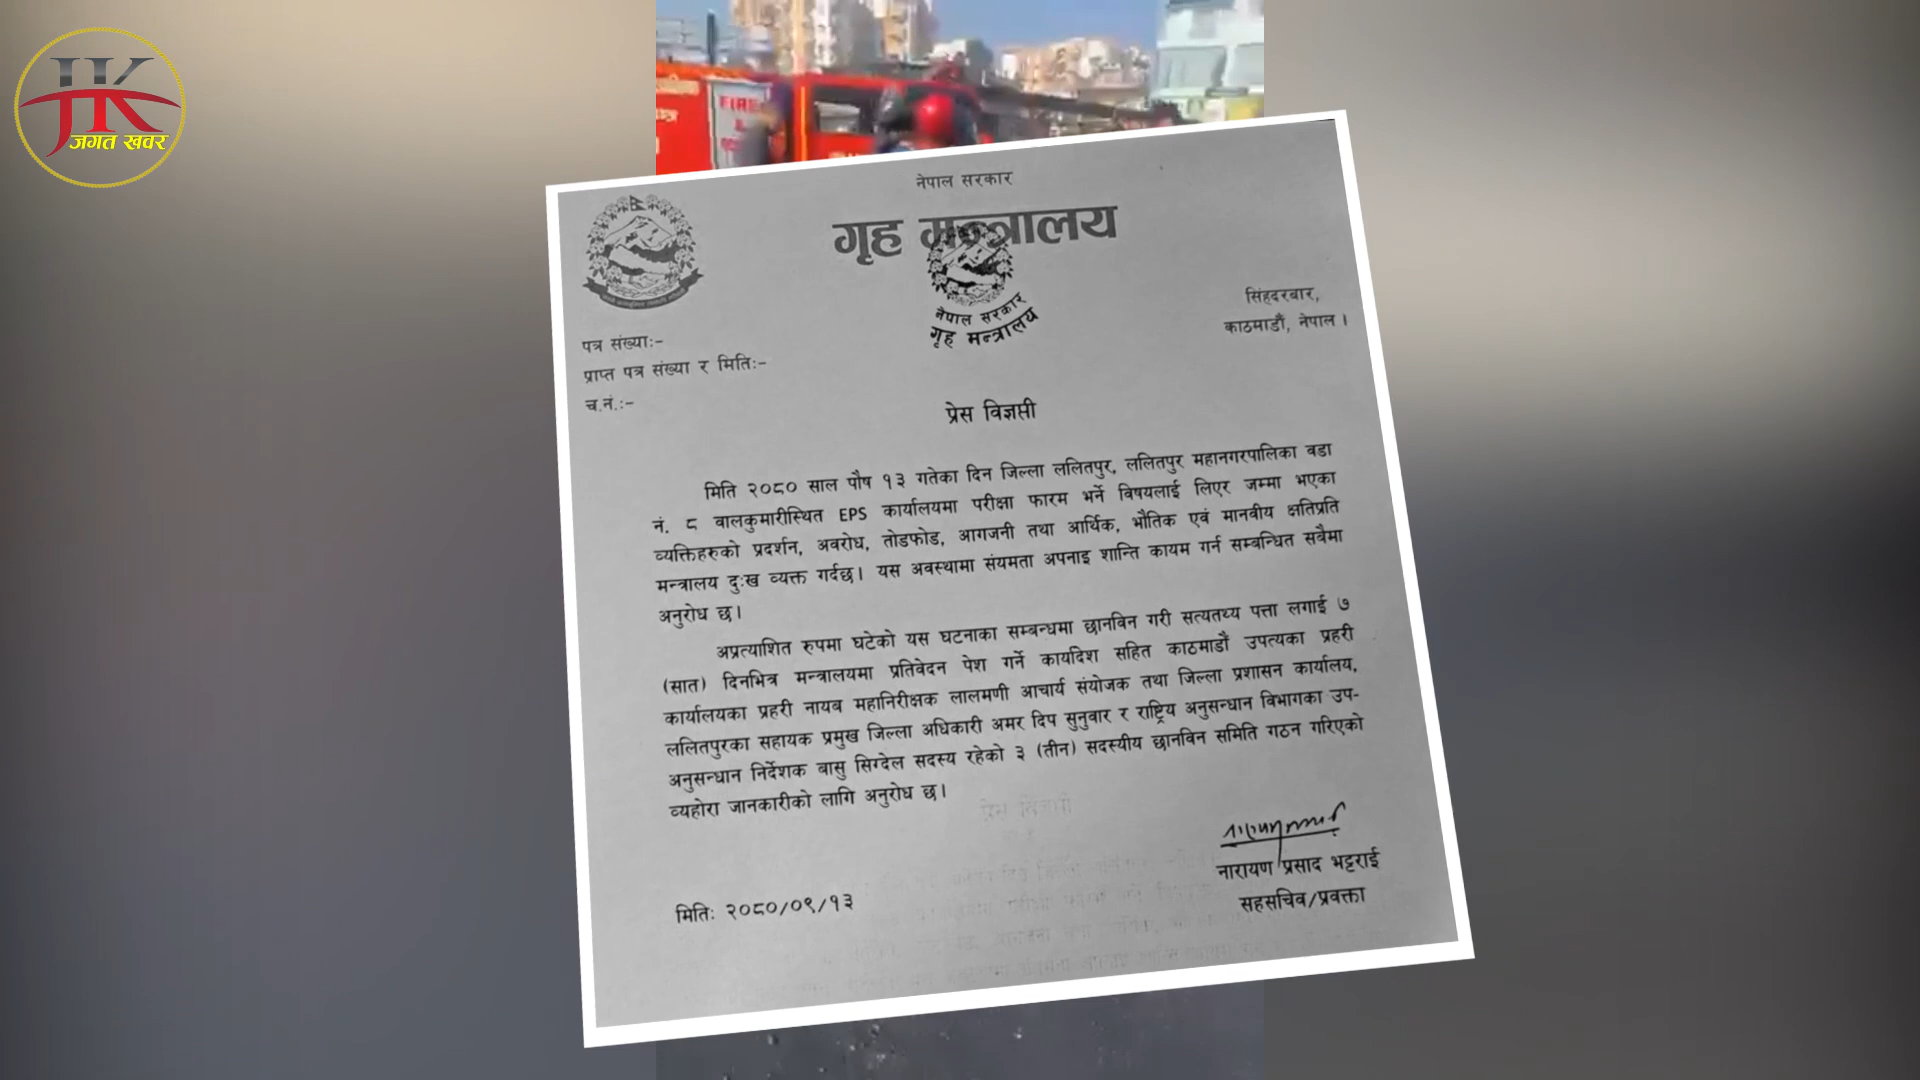 JK
जगत खबर
FIRE
नेपाल सरकार
गृह मन्त्रालय
नेपाल सरकार
गृह मन्त्रालय
सिंहदरबार,
काठमाडौं, नेपाल ।
पत्र संख्याः-
प्राप्त पत्र संख्या र मितिः-
च.नं.:-
प्रेस विज्ञप्ती
मिति २०८० साल पौष १३ गतेका दिन जिल्ला ललितपुर, ललितपुर महानगरपालिका वडा
नं. ८ बालकुमारीस्थित EPS कार्यालयमा परीक्षा फारम भर्ने विषयलाई लिएर जम्मा भएका
व्यक्तिहरुको प्रदर्शन, अवरोध, तोडफोड, आगजनी तथा आर्थिक, भौतिक एवं मानवीय क्षतिप्रति
मन्त्रालय दुःख व्यक्त गर्दछ। यस अवस्थामा संयमता अपनाइ शान्ति कायम गर्न सम्बन्धित सबैमा
अनुरोध छ।
अप्रत्याशित रुपमा घटेको यस घटनाका सम्बन्धमा छानविन गरी सत्यतथ्य पत्ता लगाई ७
(सात) दिनभित्र मन्त्रालयमा प्रतिवेदन पेश गर्ने कार्यादेश सहित काठमाडौं उपत्यका प्रहरी
कार्यालयका प्रहरी नायब महानिरीक्षक लालमणी आचार्य संयोजक तथा जिल्ला प्रशासन कार्यालय,
ललितपुरका सहायक प्रमुख जिल्ला अधिकारी अमर दिप सुनुवार र राष्ट्रिय अनुसन्धान विभागका उप-
अनुसन्धान निर्देशक बासु सिग्देल सदस्य रहेको ३ (तीन) सदस्यीय छानविन समिति गठन गरिएको
व्यहोरा जानकारीको लागि अनुरोध छ।
नारायण प्रसाद भट्टराई
सहसचिव/प्रवक्ता
मितिः २०८०/०९/१३